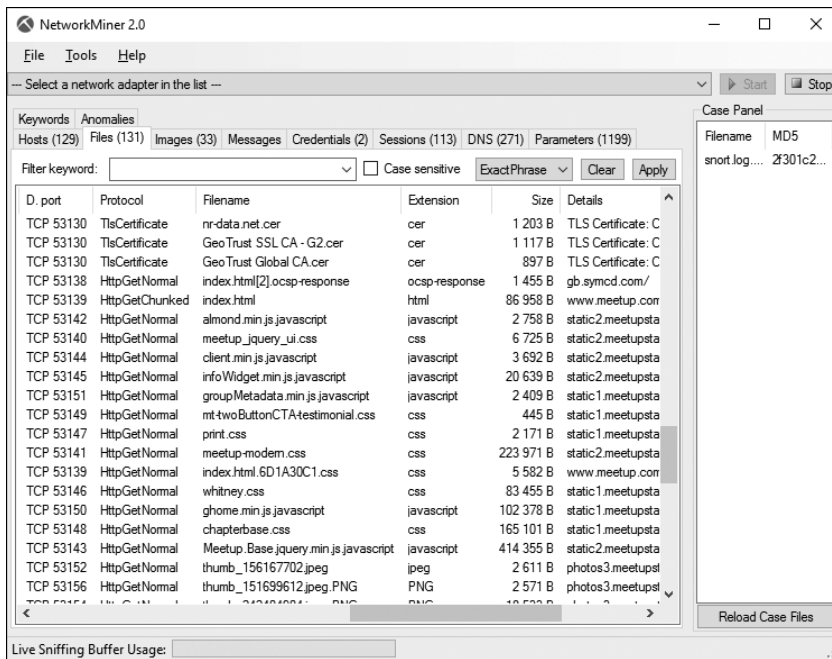 NetworkMiner 2.0
File Tools Help
--- Select a network adapter in the list ---
Start
Stop
Keywords Anomalies
Hosts (129) Files (131) Images (33) Messages Credentials (2) Sessions (113) DNS (271) Parameters (1199)
Filter keyword:
Case sensitive
ExactPhrase
Clear
Apply
D. port Protocol Filename Extension Size Details
TCP 53130 TlsCertificate nr-data.net.cer cer 1 203 B TLS Certificate: C
TCP 53130 TlsCertificate GeoTrust SSL CA - G2.cer cer 1 117 B TLS Certificate: C
TCP 53130 TlsCertificate GeoTrust Global CA.cer cer 897 B TLS Certificate: C
TCP 53138 HttpGetNormal index.html[2].ocsp-response ocsp-response 1 455 B gb.symcd.com/
TCP 53139 HttpGetChunked index.html html 86 958 B www.meetup.com
TCP 53142 HttpGetNormal almond.min.js.javascript javascript 2 758 B static2.meetupsta
TCP 53140 HttpGetNormal meetup_jquery_ui.css css 6 725 B static2.meetupsta
TCP 53144 HttpGetNormal client.min.js.javascript javascript 3 692 B static2.meetupsta
TCP 53145 HttpGetNormal infoWidget.min.js.javascript javascript 20 639 B static2.meetupsta
TCP 53151 HttpGetNormal groupMetadata.min.js.javascript javascript 2 409 B static1.meetupsta
TCP 53149 HttpGetNormal mt-twoButtonCTA-testimonial.css css 445 B static1.meetupsta
TCP 53147 HttpGetNormal print.css css 2 171 B static1.meetupsta
TCP 53141 HttpGetNormal meetup-modern.css css 223 971 B static2.meetupsta
TCP 53139 HttpGetNormal index.html.6D1A30C1.css css 5 582 B www.meetup.com
TCP 53146 HttpGetNormal whitney.css css 83 455 B static1.meetupsta
TCP 53150 HttpGetNormal ghome.min.js.javascript javascript 102 378 B static1.meetupsta
TCP 53148 HttpGetNormal chapterbase.css css 165 101 B static1.meetupsta
TCP 53143 HttpGetNormal Meetup.Base.jquery.min.js.javascript javascript 414 355 B static2.meetupsta
TCP 53152 HttpGetNormal thumb_156167702.jpeg jpeg 2 611 B photos3.meetupst
TCP 53156 HttpGetNormal thumb_151699612.jpeg.PNG PNG 2 571 B photos3.meetupst
Case Panel
Filename MD5
snort.log.... 2f301c2...
Reload Case Files
Live Sniffing Buffer Usage: